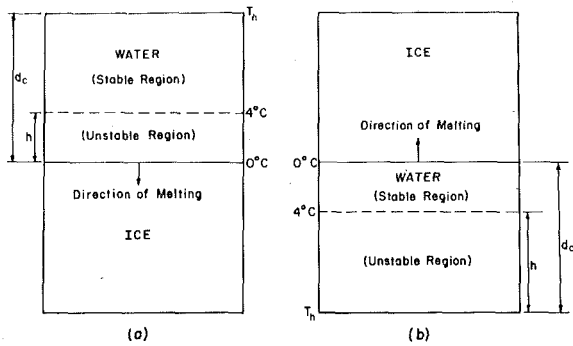 T_h
WATER
(Stable Region)
d_c
4°C
h
(Unstable Region)
0°C
Direction of Melting
ICE
(a)
ICE
Direction of Melting
0°C
WATER
(Stable Region)
4°C
d_c
h
(Unstable Region)
T_h
(b)